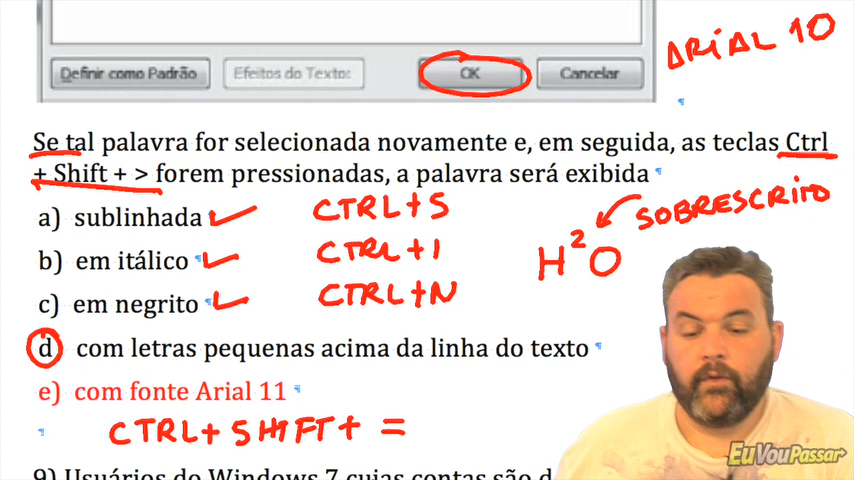 ARIAL 10
Definir como Padrão Efeitos do Texto: OK Cancelar
Se tal palavra for selecionada novamente e, em seguida, as teclas Ctrl
+ Shift + > forem pressionadas, a palavra será exibida
a) sublinhada CTRL+S SOBRESCRITO
b) em itálico CTRL+I H²O
c) em negrito CTRL+N
d com letras pequenas acima da linha do texto
e) com fonte Arial 11
CTRL+SHIFT+ =
EuVouPassar
9) Usuários do Windows 7 cujas contas são d